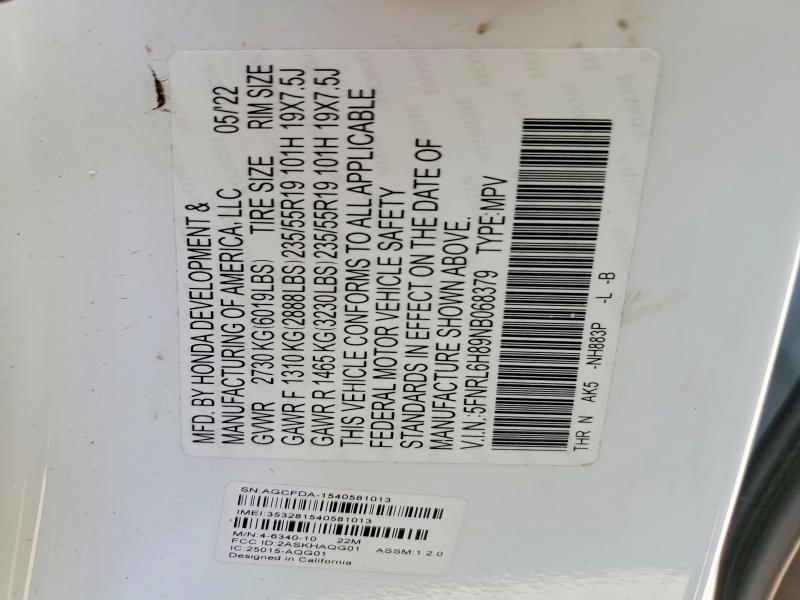 MFD. BY HONDA DEVELOPMENT &
MANUFACTURING OF AMERICA, LLC 05/'22
GVWR 2730 KG(6019LBS) TIRE SIZE RIM SIZE
GAWR F 1310 KG(2888LBS) 235/55R19 101H 19X7.5J
GAWR R 1465 KG(3230LBS) 235/55R19 101H 19X7.5J
THIS VEHICLE CONFORMS TO ALL APPLICABLE
FEDERAL MOTOR VEHICLE SAFETY
STANDARDS IN EFFECT ON THE DATE OF
MANUFACTURE SHOWN ABOVE.
V.I.N.:5FNRL6H89NB068379 TYPE:MPV
THR N AK5 -NH883P -L -B
SN:AGCFDA-1540581013
IMEI:353281540581013
M/N:4-6340-10 22M
FCC ID:2ASKHAQG01
IC:25015-AQG01 ASSM:1.2.0
Designed in California
HONDA HONDA HONDA